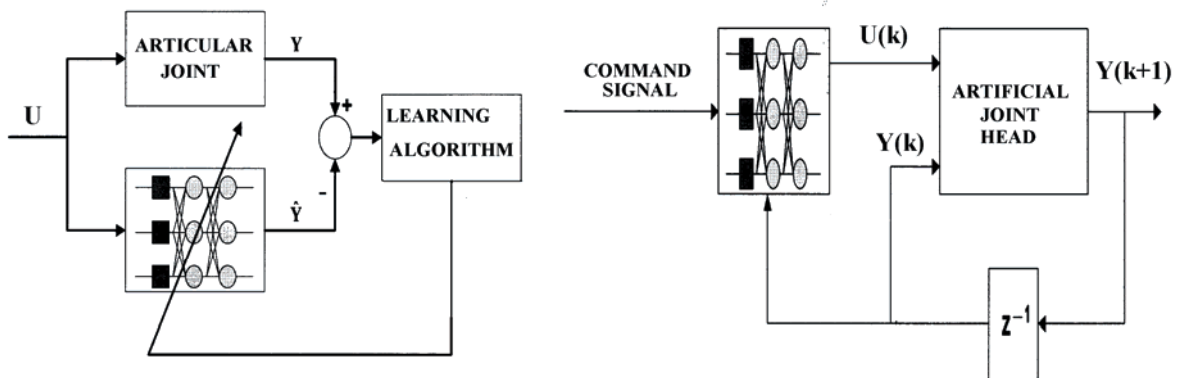 ARTICULAR
JOINT
Y
U
+
LEARNING
ALGORITHM
-
Ŷ
COMMAND
SIGNAL
U(k)
Y(k)
ARTIFICIAL
JOINT
HEAD
Y(k+1)
Z⁻¹